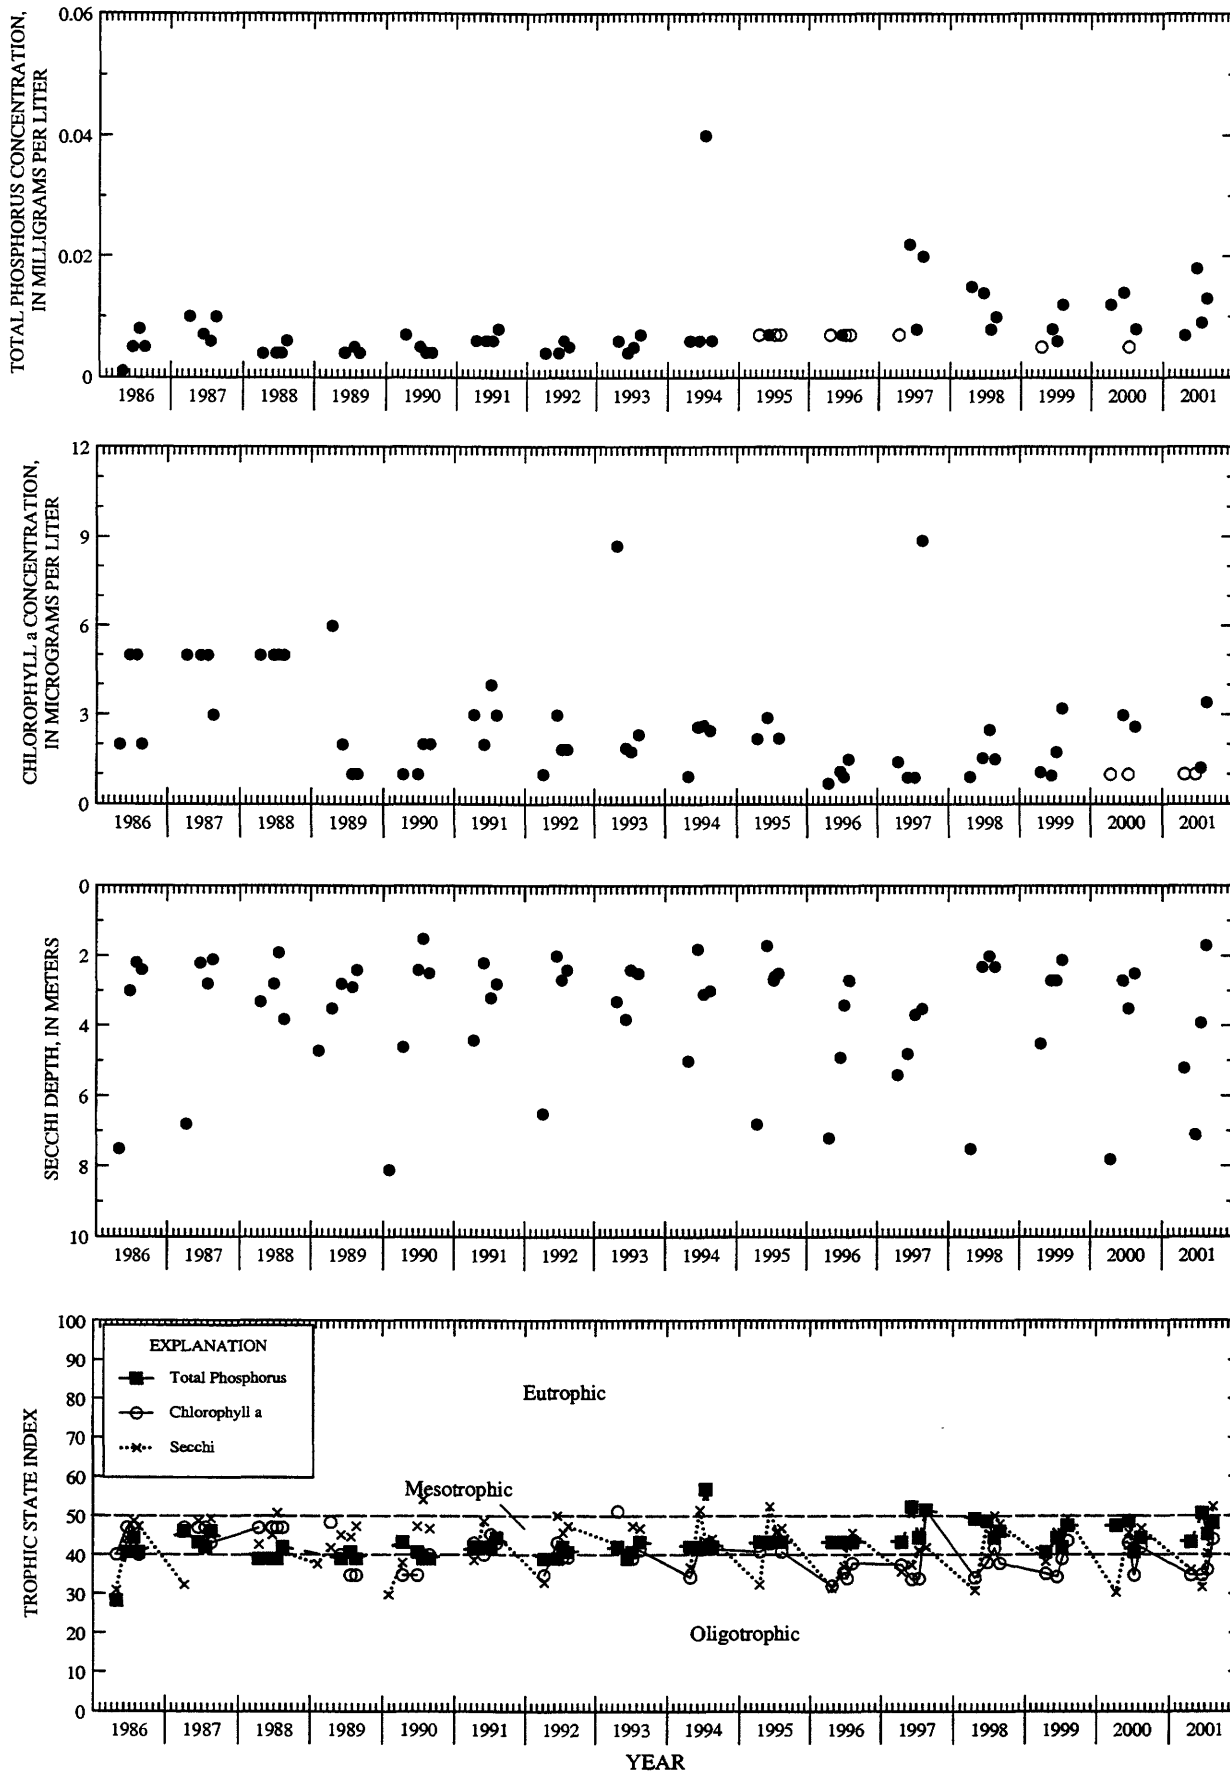 TOTAL PHOSPHORUS CONCENTRATION,
IN MILLIGRAMS PER LITER
0.06
0.04
0.02
0
1986 1987 1988 1989 1990 1991 1992 1993 1994 1995 1996 1997 1998 1999 2000 2001
CHLOROPHYLL a CONCENTRATION,
IN MICROGRAMS PER LITER
12
9
6
3
0
1986 1987 1988 1989 1990 1991 1992 1993 1994 1995 1996 1997 1998 1999 2000 2001
SECCHI DEPTH, IN METERS
0
2
4
6
8
10
1986 1987 1988 1989 1990 1991 1992 1993 1994 1995 1996 1997 1998 1999 2000 2001
TROPHIC STATE INDEX
100
90
80
70
60
50
40
30
20
10
0
EXPLANATION
Total Phosphorus
Chlorophyll a
Secchi
Eutrophic
Mesotrophic
Oligotrophic
1986 1987 1988 1989 1990 1991 1992 1993 1994 1995 1996 1997 1998 1999 2000 2001
YEAR